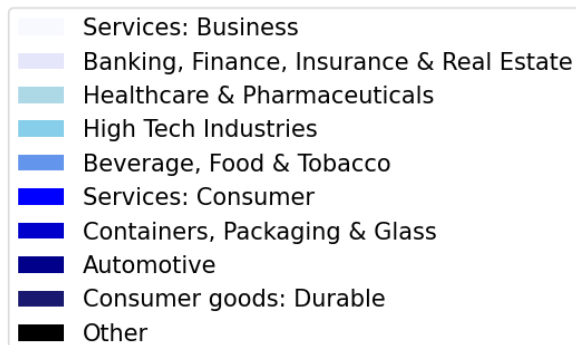 Services: Business
Banking, Finance, Insurance & Real Estate
Healthcare & Pharmaceuticals
High Tech Industries
Beverage, Food & Tobacco
Services: Consumer
Containers, Packaging & Glass
Automotive
Consumer goods: Durable
Other